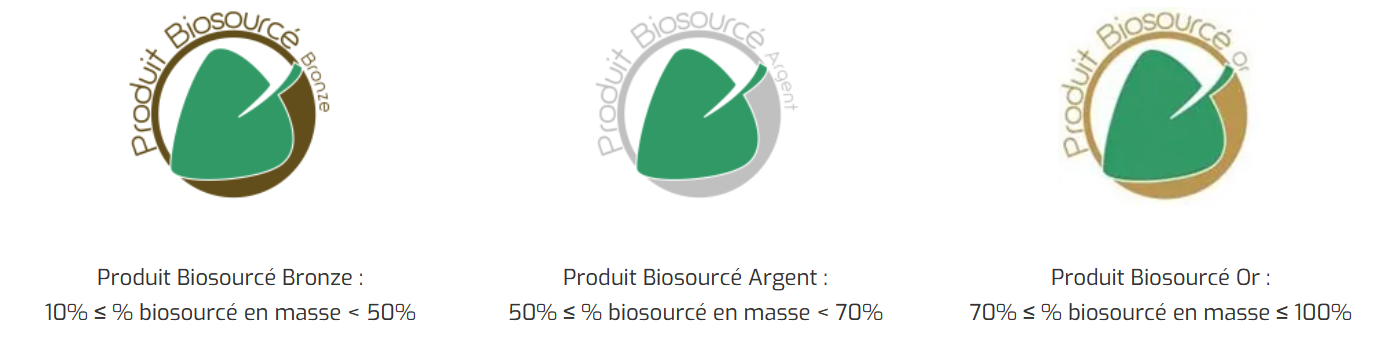 Produit Biosourcé Bronze
Produit Biosourcé Argent
Produit Biosourcé Or
Produit Biosourcé Bronze :
10% ≤ % biosourcé en masse < 50%
Produit Biosourcé Argent :
50% ≤ % biosourcé en masse < 70%
Produit Biosourcé Or :
70% ≤ % biosourcé en masse ≤ 100%